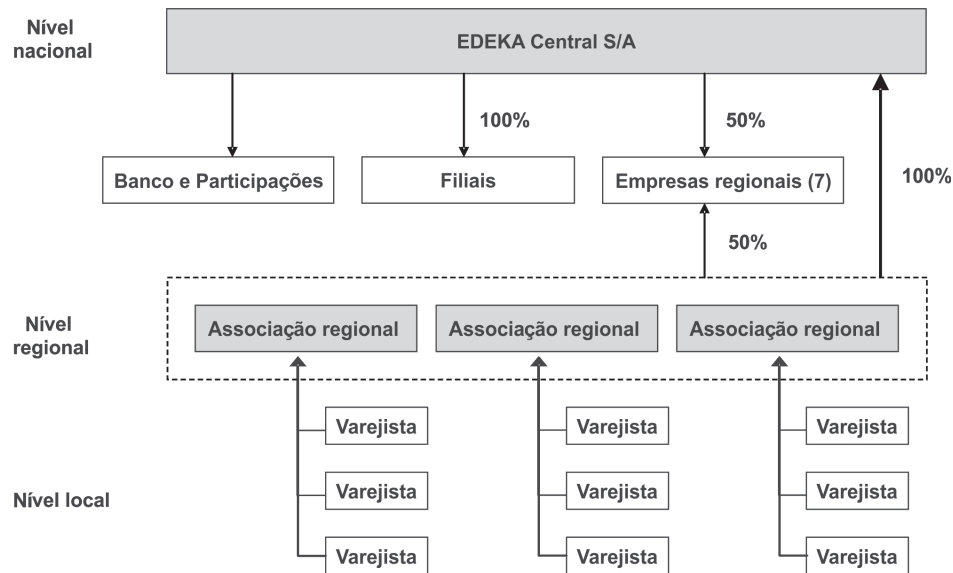 Nível
nacional
EDEKA Central S/A
100%
50%
Banco e Participações
Filiais
Empresas regionais (7)
100%
50%
Nível
regional
Associação regional
Associação regional
Associação regional
Varejista
Varejista
Varejista
Nível local
Varejista
Varejista
Varejista
Varejista
Varejista
Varejista